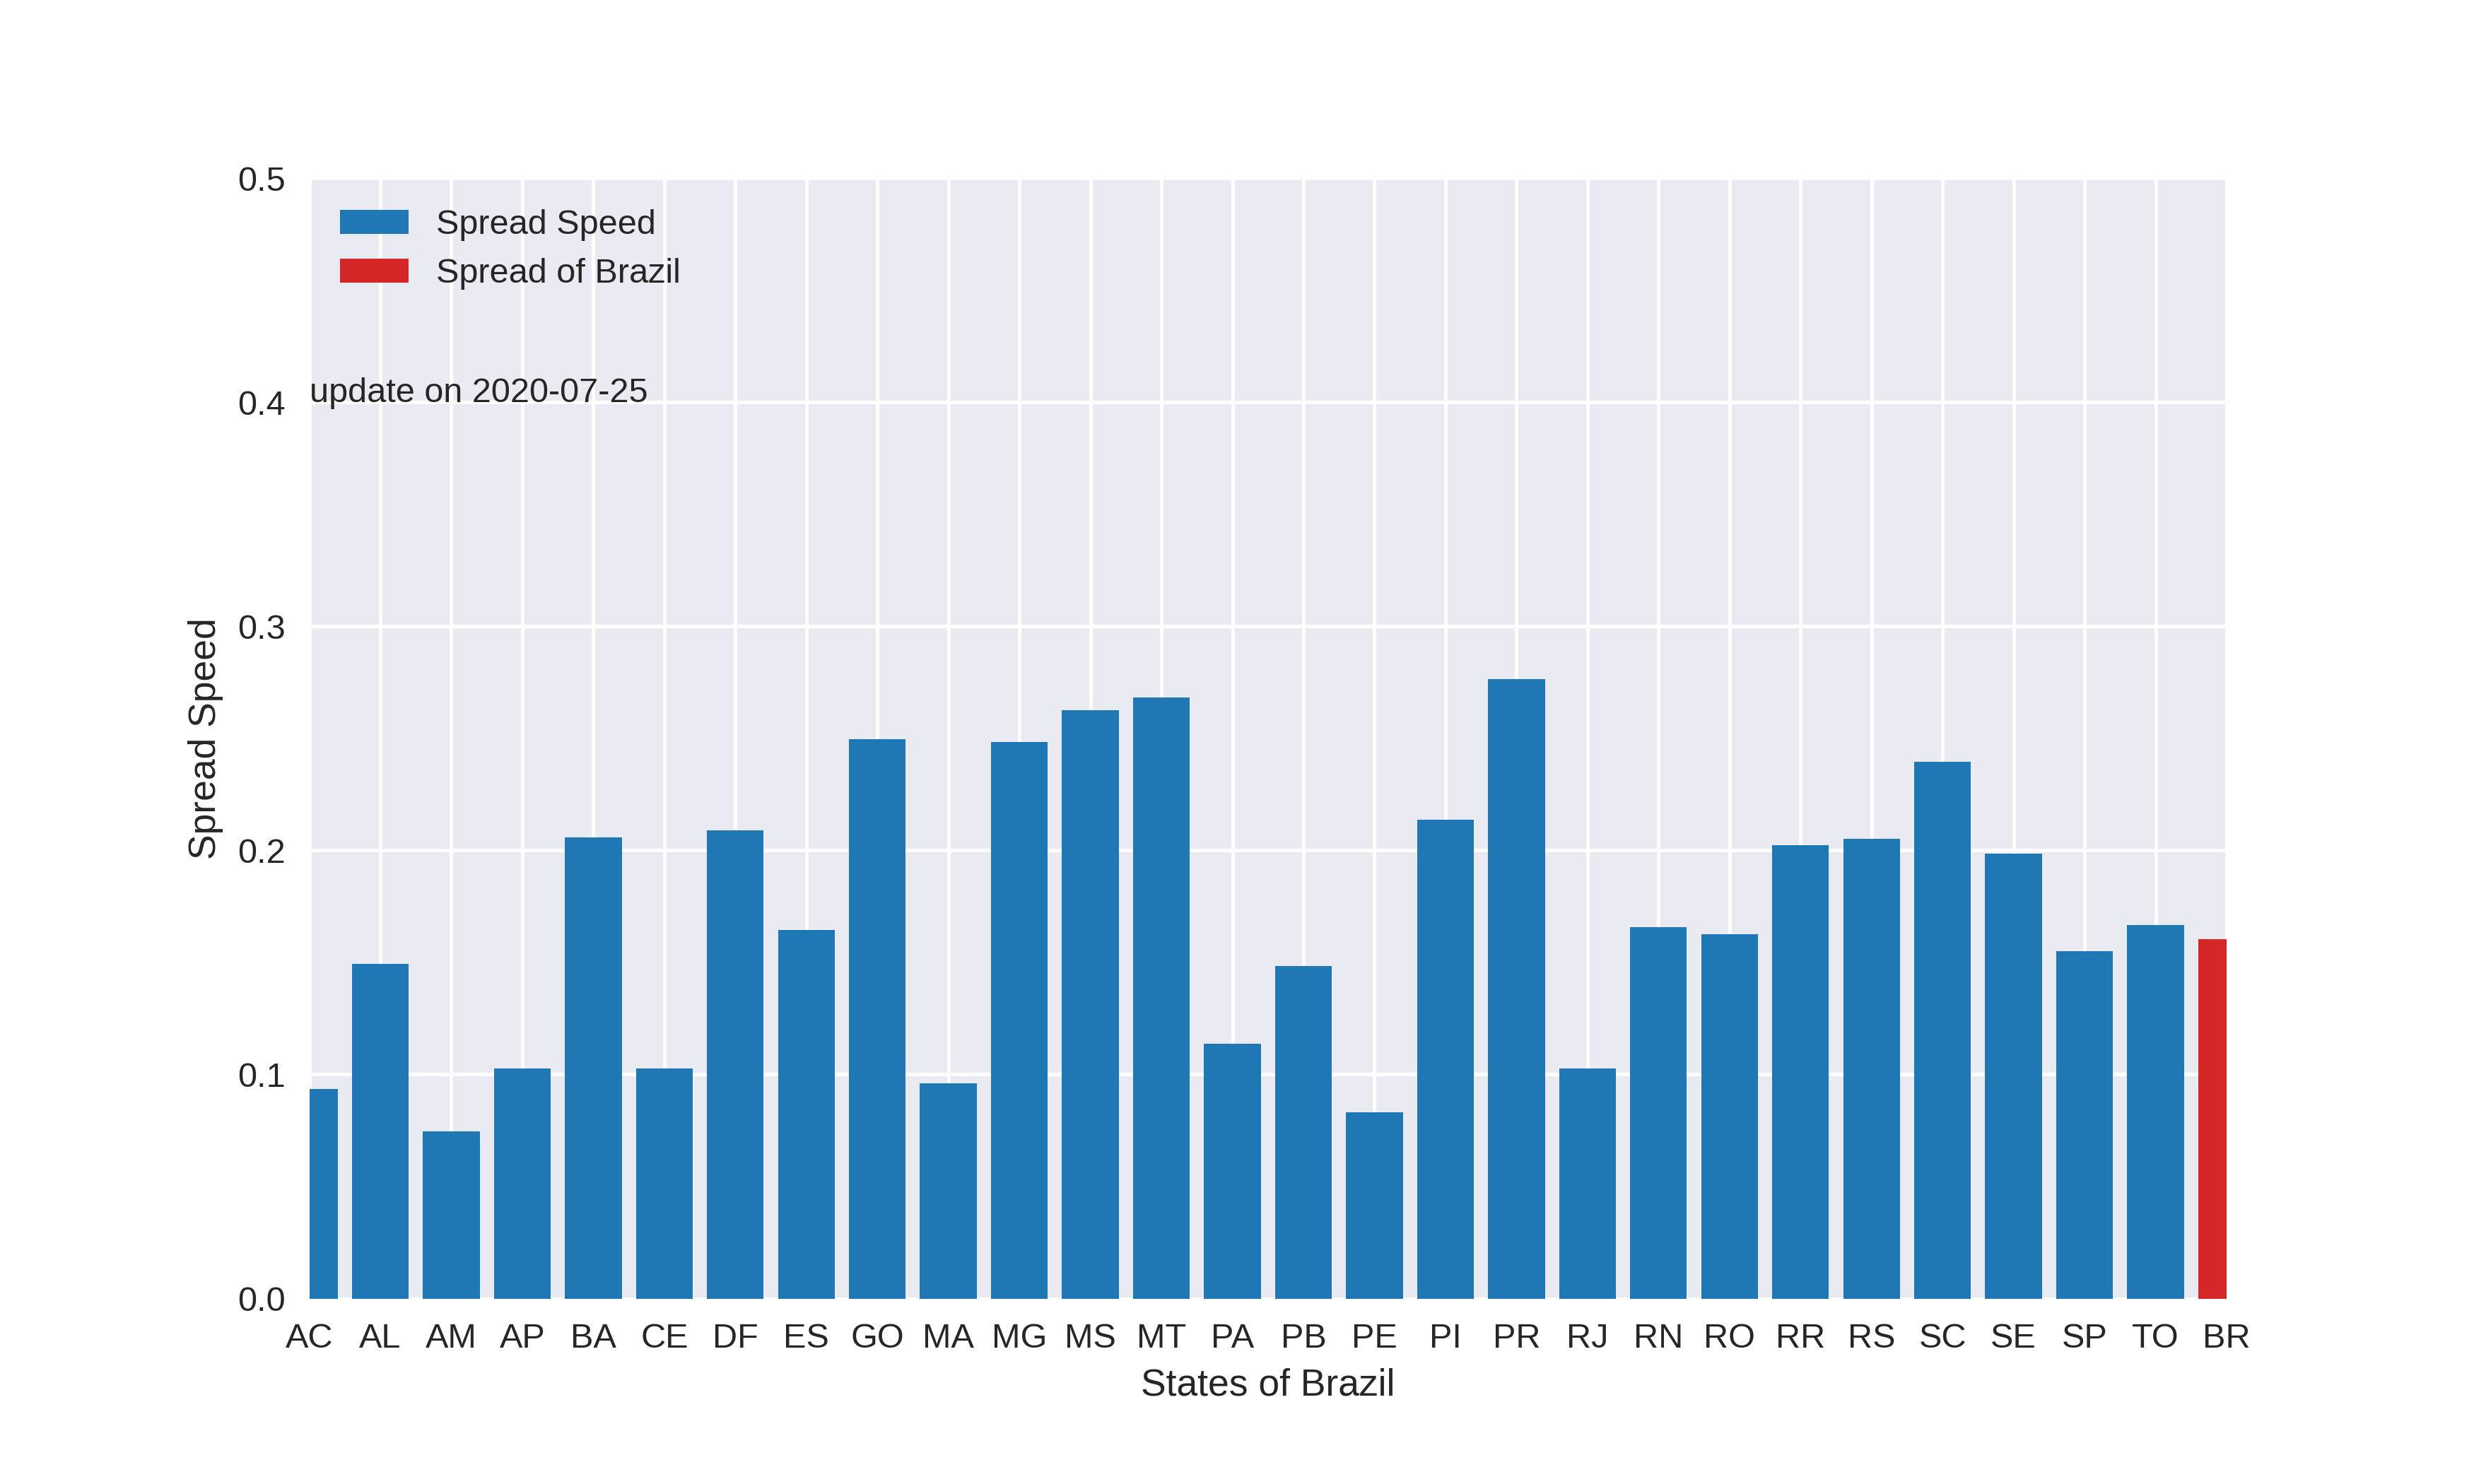 0.5
Spread Speed
Spread of Brazil
update on 2020-07-25
0.4
0.3
Spread Speed
0.2
0.1
0.0
AC AL AM AP BA CE DF ES GO MA MG MS MT PA PB PE PI PR RJ RN RO RR RS SC SE SP TO BR
States of Brazil